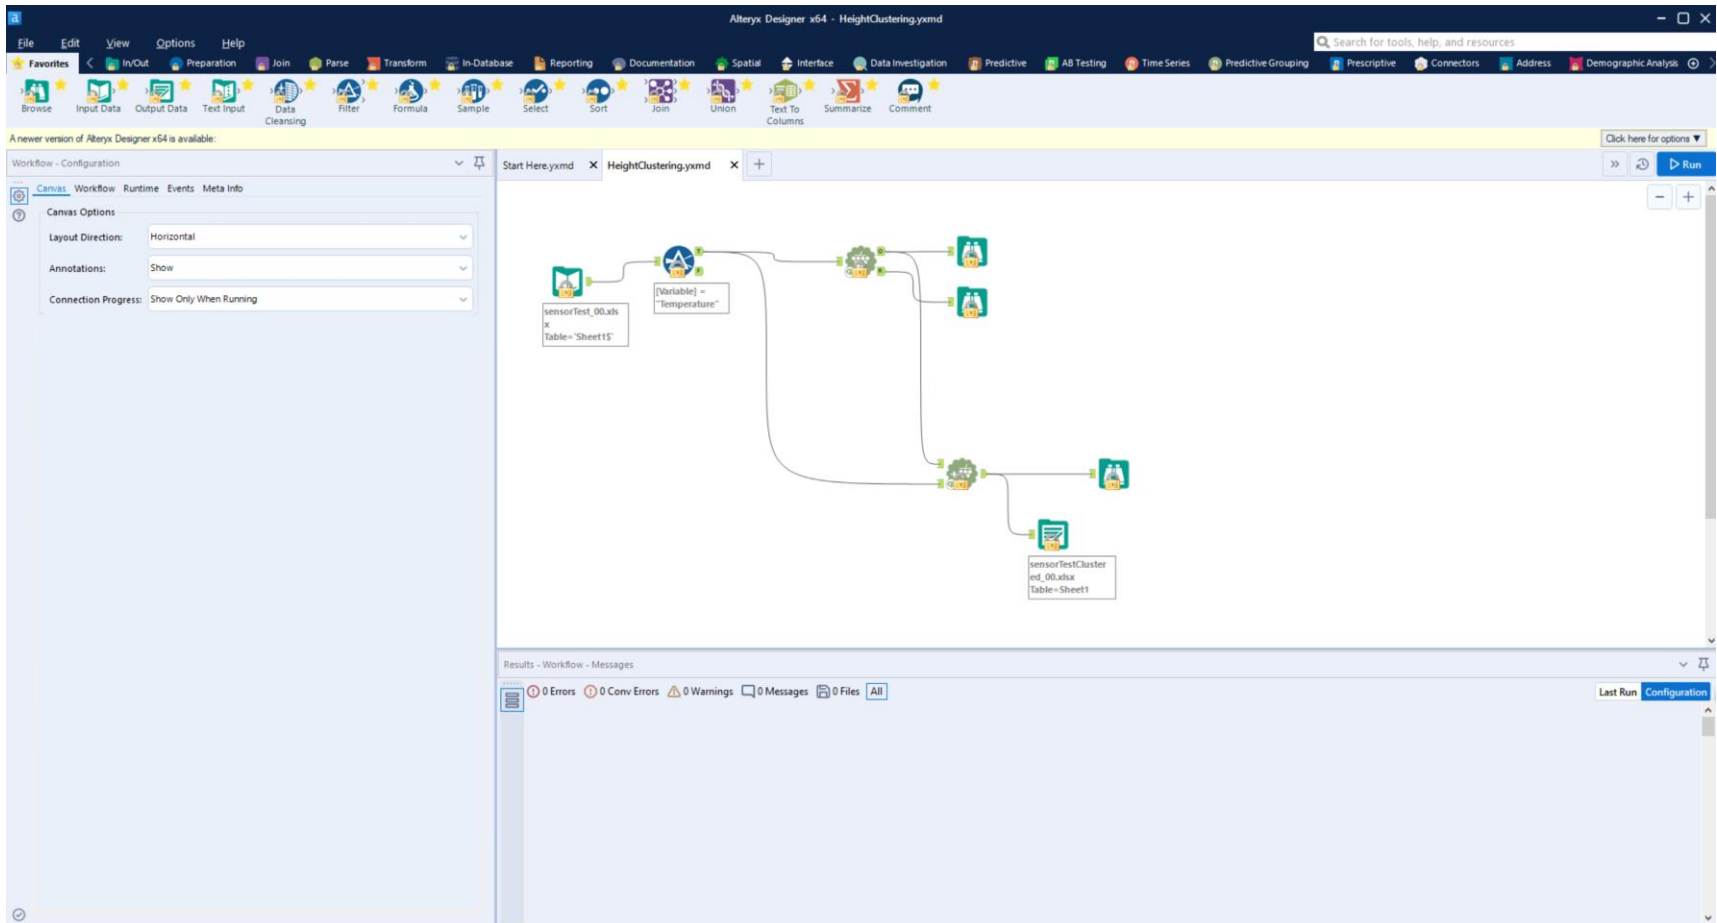 Alteryx Designer x64 - HeightClustering.yxmd
File Edit View Options Help
Search for tools, help, and resources
Favorites In/Out Preparation Join Parse Transform In-Database Reporting Documentation Spatial Interface Data Investigation Predictive AB Testing Time Series Predictive Grouping Prescriptive Connectors Address Demographic Analysis
Browse Input Data Output Data Text Input Data Cleansing Filter Formula Sample Select Sort Join Union Text To Columns Summarize Comment
A newer version of Alteryx Designer x64 is available:
Click here for options ▼
Workflow - Configuration
Canvas Workflow Runtime Events Meta Info
Canvas Options
Layout Direction: Horizontal
Annotations: Show
Connection Progress: Show Only When Running
Start Here.yxmd
HeightClustering.yxmd
Run
sensorTest_00.xls
x
Table=`Sheet1$`
T
F
[Variable] =
"Temperature"
O
R
sensorTestCluster
ed_00.xlsx
Table=Sheet1
Results - Workflow - Messages
0 Errors 0 Conv Errors 0 Warnings 0 Messages 0 Files All
Last Run Configuration